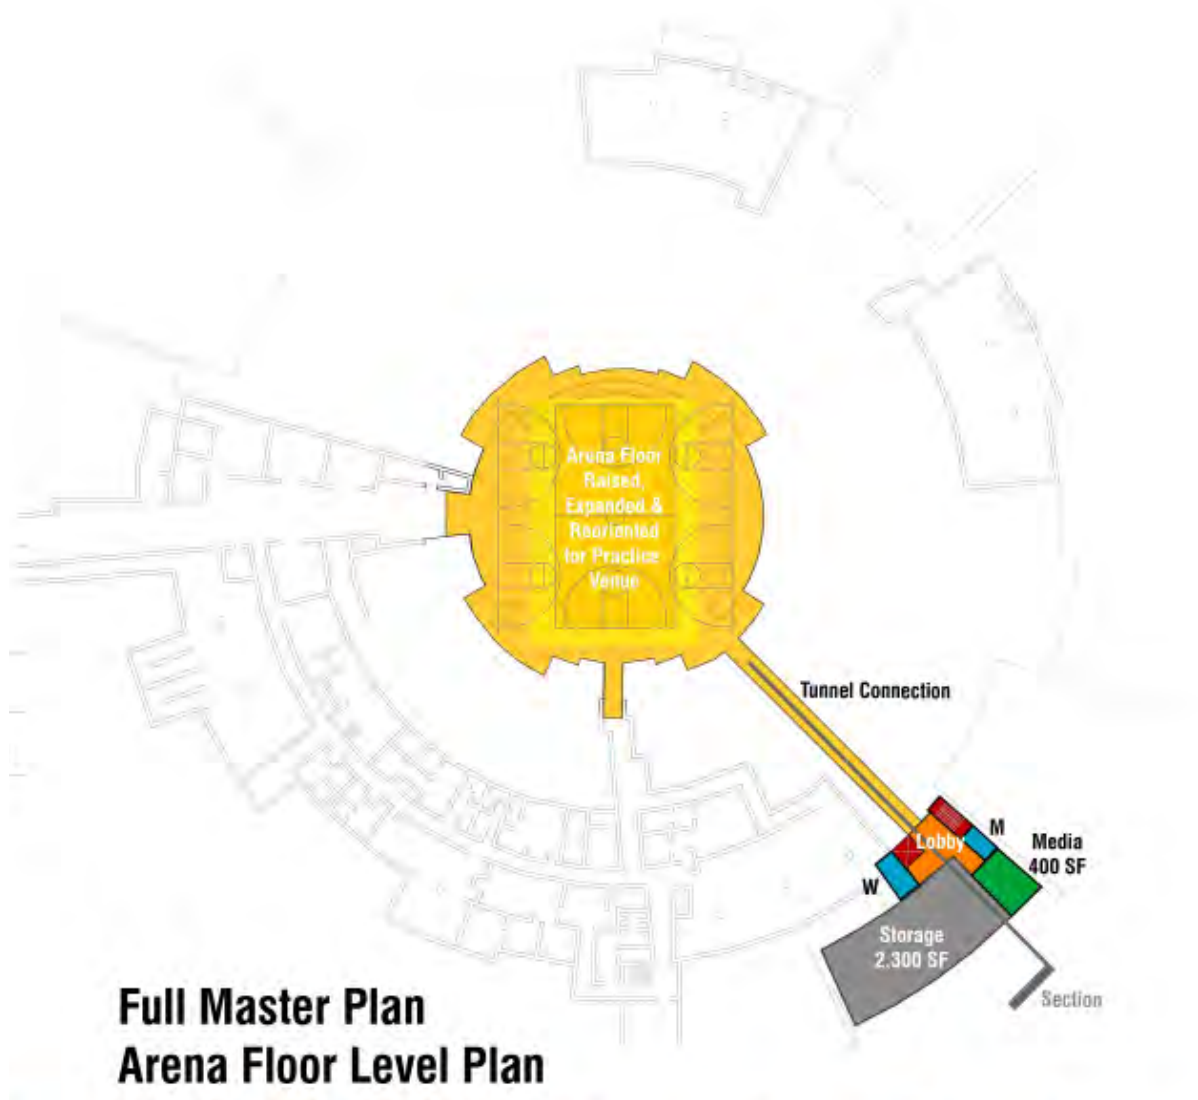 Arena Floor
Raised,
Expanded &
Reoriented
for Practice
Venue
Tunnel Connection
Lobby
M
Media
400 SF
W
Storage
2,300 SF
Section
Full Master Plan
Arena Floor Level Plan